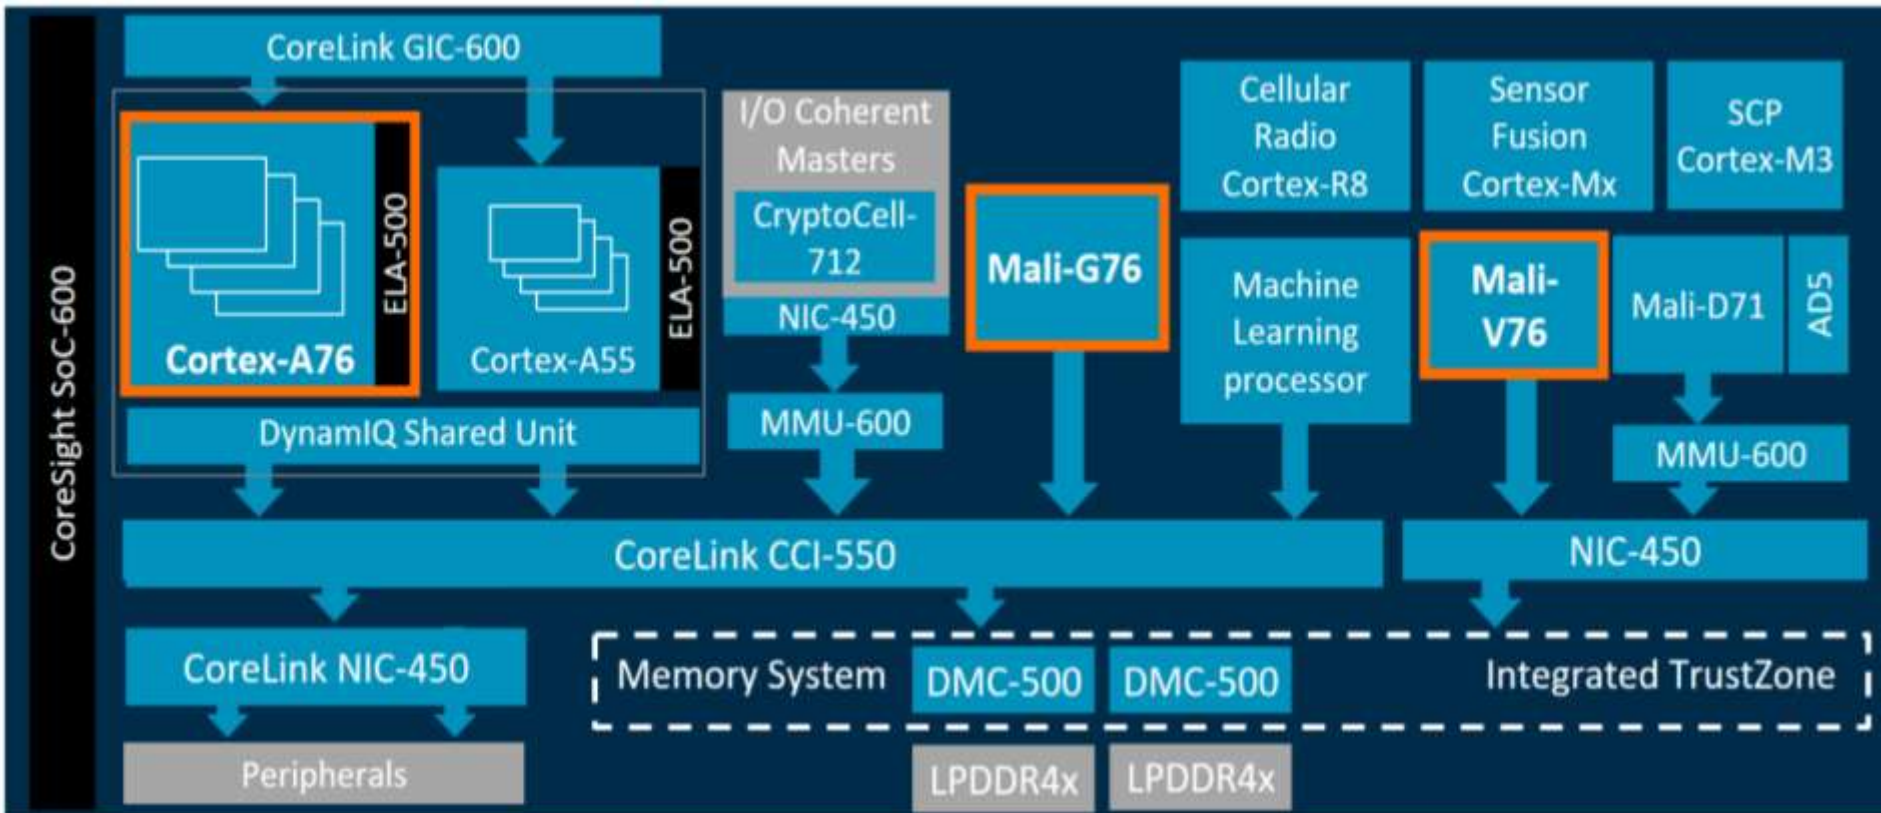 CoreSight SoC-600
CoreLink GIC-600
Cortex-A76
ELA-500
Cortex-A55
ELA-500
DynamIQ Shared Unit
I/O Coherent
Masters
CryptoCell-
712
NIC-450
MMU-600
Mali-G76
Cellular
Radio
Cortex-R8
Sensor
Fusion
Cortex-Mx
SCP
Cortex-M3
Machine
Learning
processor
Mali-
V76
Mali-D71
AD5
MMU-600
CoreLink CCI-550
NIC-450
CoreLink NIC-450
Peripherals
Memory System
DMC-500
DMC-500
Integrated TrustZone
LPDDR4x
LPDDR4x